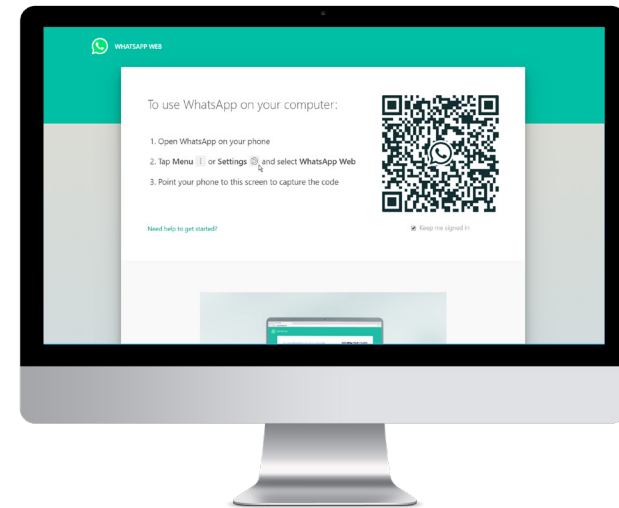 WHATSAPP WEB
To use WhatsApp on your computer:
1. Open WhatsApp on your phone
2. Tap Menu or Settings and select WhatsApp Web
3. Point your phone to this screen to capture the code
Need help to get started?
Keep me signed in